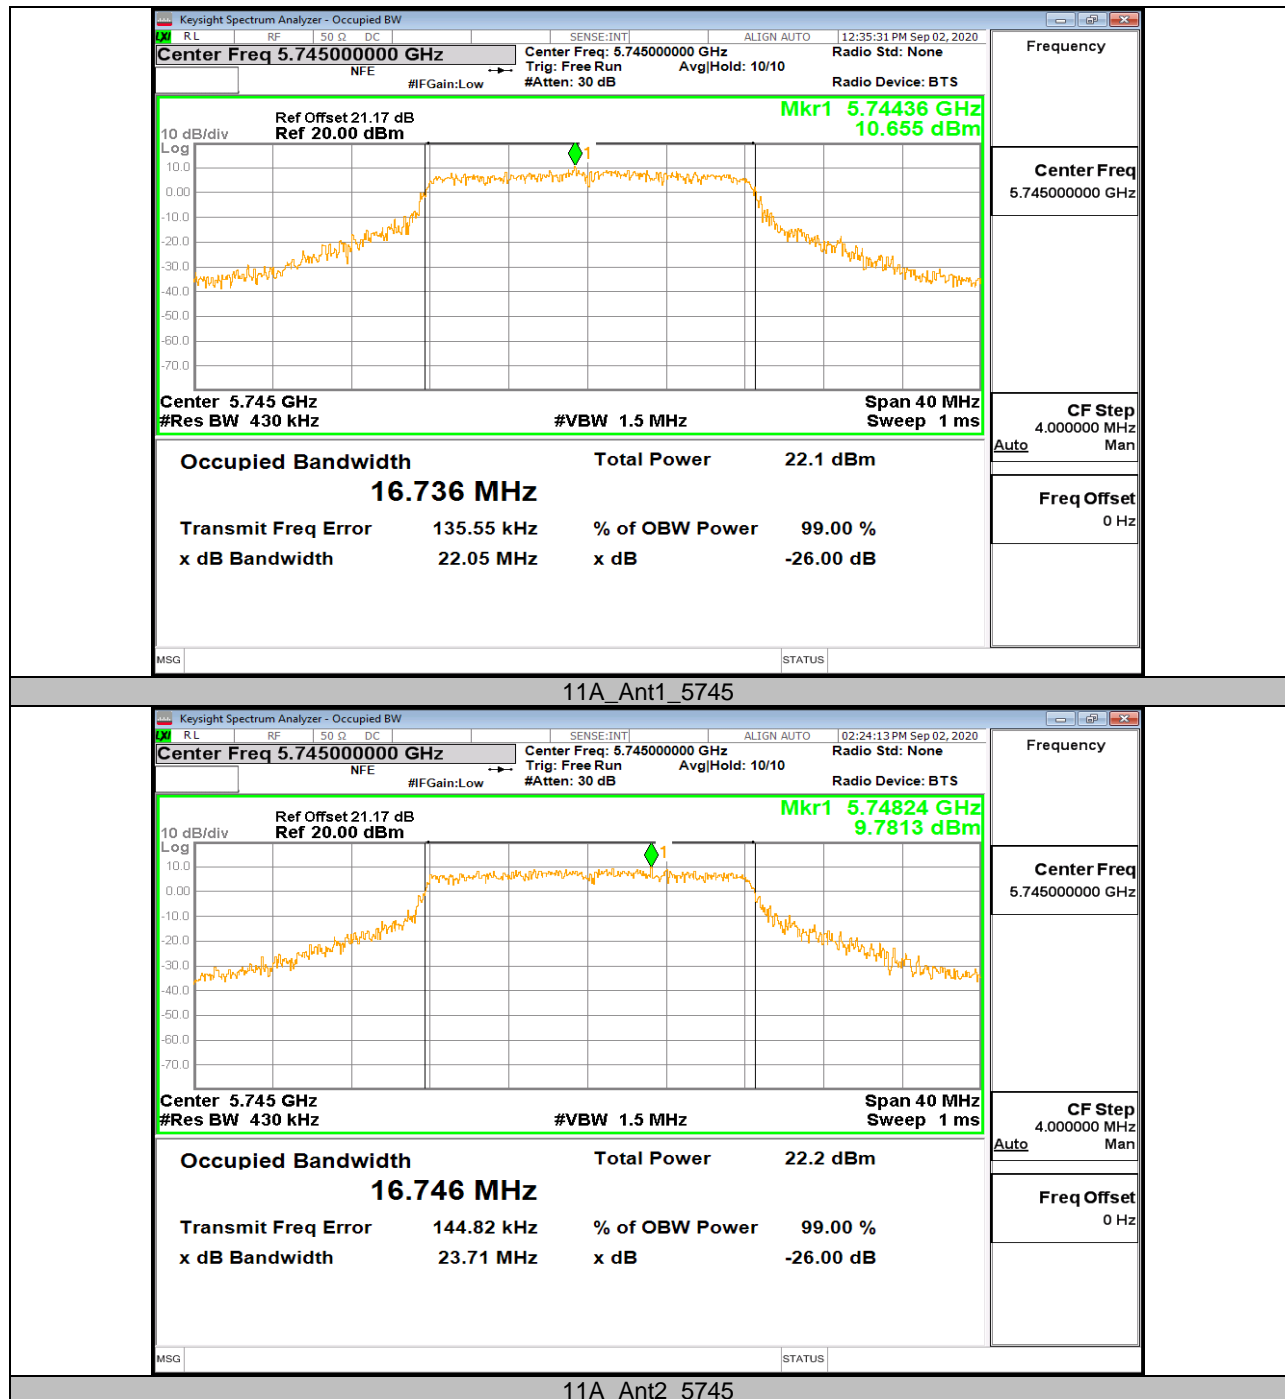 Keysight Spectrum Analyzer - Occupied BW
LXI RL RF 50 Ω DC SENSE:INT ALIGN AUTO 12:35:31 PM Sep 02, 2020
Center Freq 5.745000000 GHz
NFE
#IFGain:Low
Center Freq: 5.745000000 GHz
Trig: Free Run Avg|Hold: 10/10
#Atten: 30 dB
Radio Std: None
Radio Device: BTS
Mkr1 5.74436 GHz
10.655 dBm
Ref Offset 21.17 dB
10 dB/div Ref 20.00 dBm
Log
1
10.0
0.00
-10.0
-20.0
-30.0
-40.0
-50.0
-60.0
-70.0
Center 5.745 GHz Span 40 MHz
#Res BW 430 kHz #VBW 1.5 MHz Sweep 1 ms
Occupied Bandwidth Total Power 22.1 dBm
16.736 MHz
Transmit Freq Error 135.55 kHz % of OBW Power 99.00 %
x dB Bandwidth 22.05 MHz x dB -26.00 dB
MSG STATUS
Frequency
Center Freq
5.745000000 GHz
CF Step
4.000000 MHz
Auto Man
Freq Offset
0 Hz
11A_Ant1_5745
Keysight Spectrum Analyzer - Occupied BW
LXI RL RF 50 Ω DC SENSE:INT ALIGN AUTO 02:24:13 PM Sep 02, 2020
Center Freq 5.745000000 GHz
NFE
#IFGain:Low
Center Freq: 5.745000000 GHz
Trig: Free Run Avg|Hold: 10/10
#Atten: 30 dB
Radio Std: None
Radio Device: BTS
Mkr1 5.74824 GHz
9.7813 dBm
Ref Offset 21.17 dB
10 dB/div Ref 20.00 dBm
Log
1
10.0
0.00
-10.0
-20.0
-30.0
-40.0
-50.0
-60.0
-70.0
Center 5.745 GHz Span 40 MHz
#Res BW 430 kHz #VBW 1.5 MHz Sweep 1 ms
Occupied Bandwidth Total Power 22.2 dBm
16.746 MHz
Transmit Freq Error 144.82 kHz % of OBW Power 99.00 %
x dB Bandwidth 23.71 MHz x dB -26.00 dB
MSG STATUS
Frequency
Center Freq
5.745000000 GHz
CF Step
4.000000 MHz
Auto Man
Freq Offset
0 Hz
11A_Ant2_5745